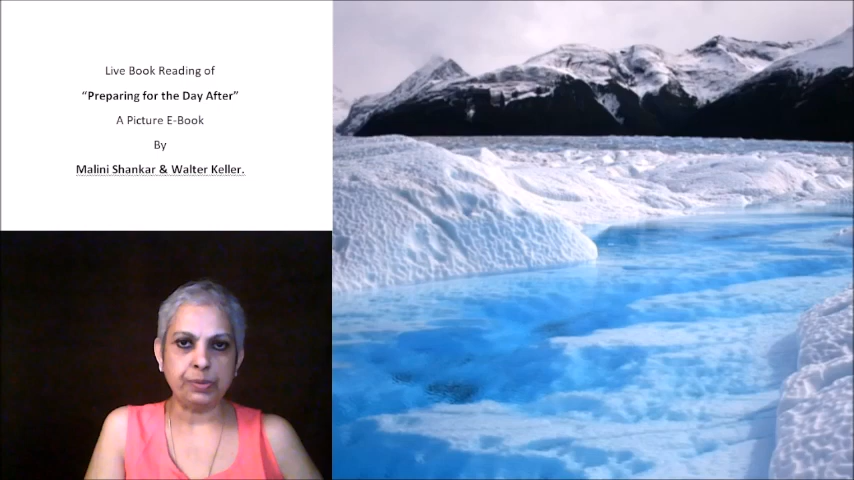 Live Book Reading of
“Preparing for the Day After”
A Picture E-Book
By
Malini Shankar & Walter Keller.